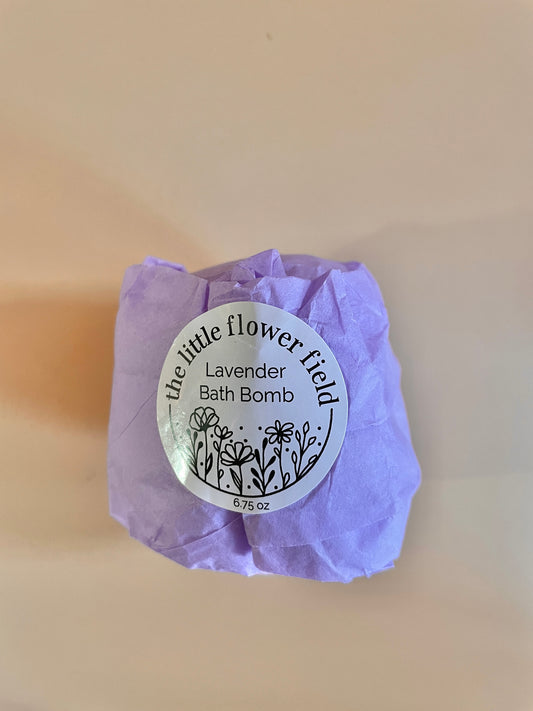 the little flower field
Lavender
Bath Bomb
6.75 oz